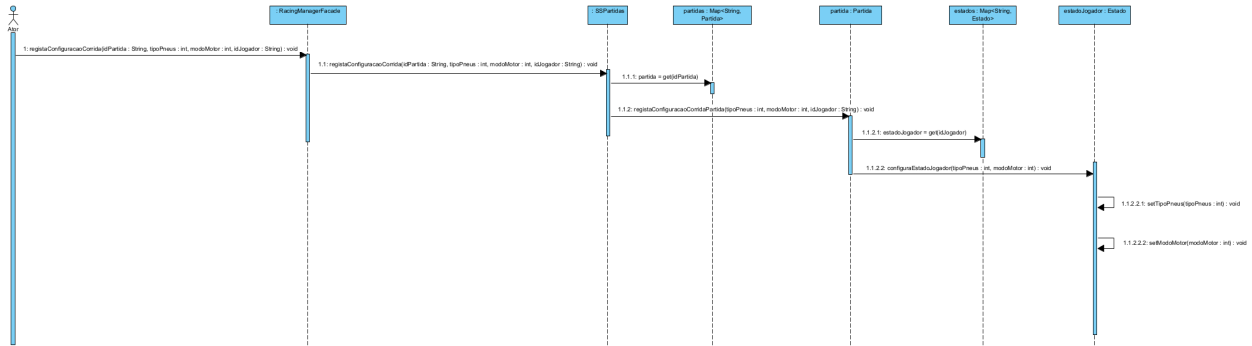 : RacingManagerFacade
: SSPartidas
partidas : Map<String,
Partida>
partida : Partida
estados : Map<String,
Estado>
estadoJogador : Estado
Ator
1: registaConfiguracaoCorrida(idPartida : String, tipoPneus : int, modoMotor : int, idJogador : String) : void
1.1: registaConfiguracaoCorrida(idPartida : String, tipoPneus : int, modoMotor : int, idJogador : String) : void
1.1.1: partida = get(idPartida)
1.1.2: registaConfiguracaoCorridaPartida(tipoPneus : int, modoMotor : int, idJogador : String) : void
1.1.2.1: estadoJogador = get(idJogador)
1.1.2.2: configuraEstadoJogador(tipoPneus : int, modoMotor : int) : void
1.1.2.2.1: setTipoPneus(tipoPneus : int) : void
1.1.2.2.2: setModoMotor(modoMotor : int) : void